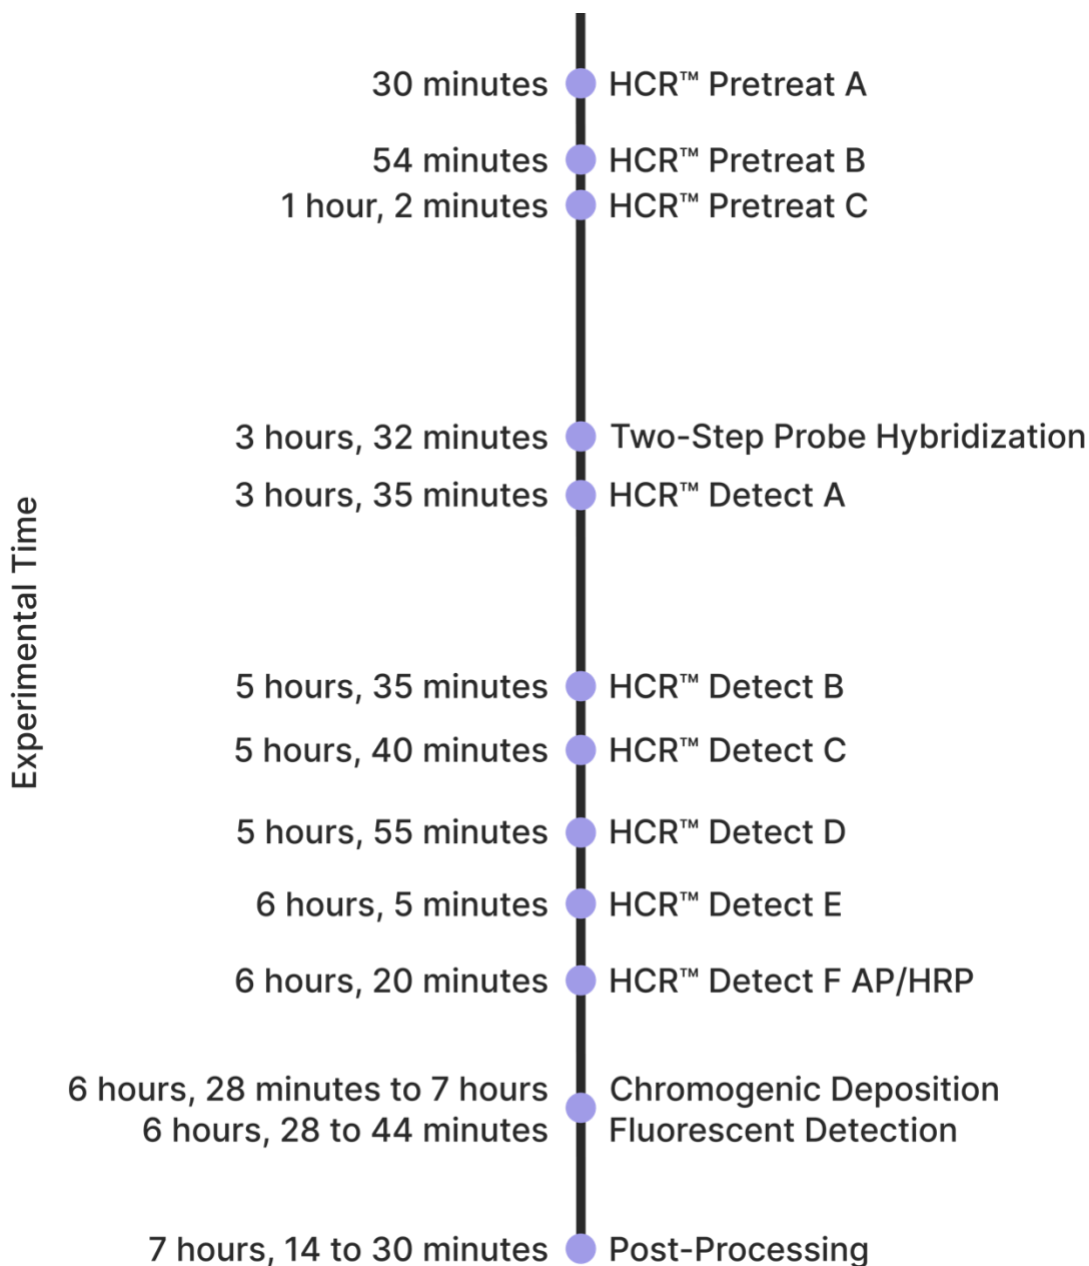 30 minutes HCR™ Pretreat A
54 minutes HCR™ Pretreat B
1 hour, 2 minutes HCR™ Pretreat C
3 hours, 32 minutes Two-Step Probe Hybridization
3 hours, 35 minutes HCR™ Detect A
Experimental Time
5 hours, 35 minutes HCR™ Detect B
5 hours, 40 minutes HCR™ Detect C
5 hours, 55 minutes HCR™ Detect D
6 hours, 5 minutes HCR™ Detect E
6 hours, 20 minutes HCR™ Detect F AP/HRP
6 hours, 28 minutes to 7 hours Chromogenic Deposition
6 hours, 28 to 44 minutes Fluorescent Detection
7 hours, 14 to 30 minutes Post-Processing